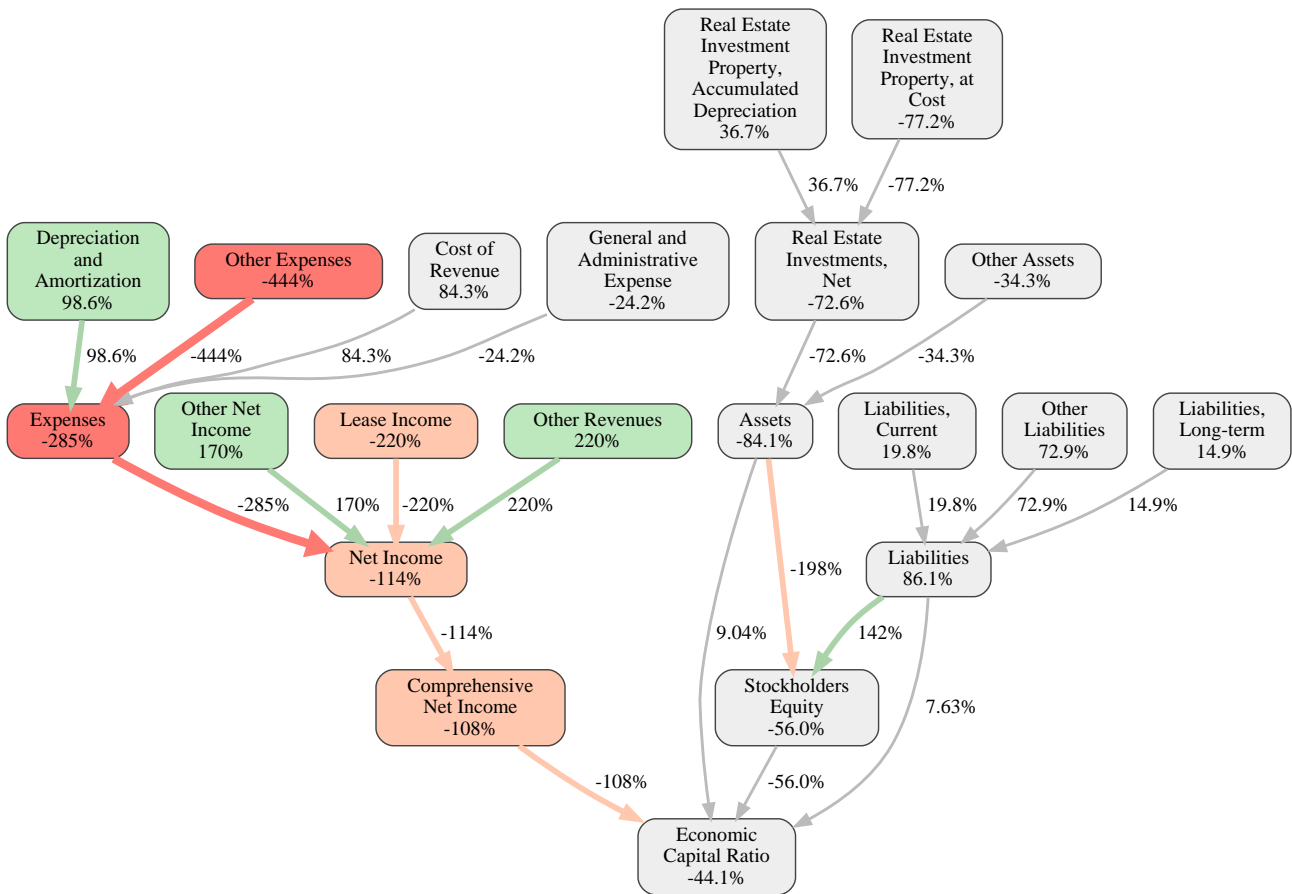 Real Estate
Investment
Property,
Accumulated
Depreciation
36.7%
Real Estate
Investment
Property, at
Cost
-77.2%
36.7%
-77.2%
Depreciation
and
Amortization
98.6%
Other Expenses
-444%
Cost of
Revenue
84.3%
General and
Administrative
Expense
-24.2%
Real Estate
Investments,
Net
-72.6%
Other Assets
-34.3%
98.6%
-444%
84.3%
-24.2%
-72.6%
-34.3%
Expenses
-285%
Other Net
Income
170%
Lease Income
-220%
Other Revenues
220%
Assets
-84.1%
Liabilities,
Current
19.8%
Other
Liabilities
72.9%
Liabilities,
Long-term
14.9%
-285%
170%
-220%
220%
19.8%
72.9%
14.9%
Net Income
-114%
-198%
Liabilities
86.1%
-114%
9.04%
142%
Comprehensive
Net Income
-108%
Stockholders
Equity
-56.0%
7.63%
-108%
-56.0%
Economic
Capital Ratio
-44.1%